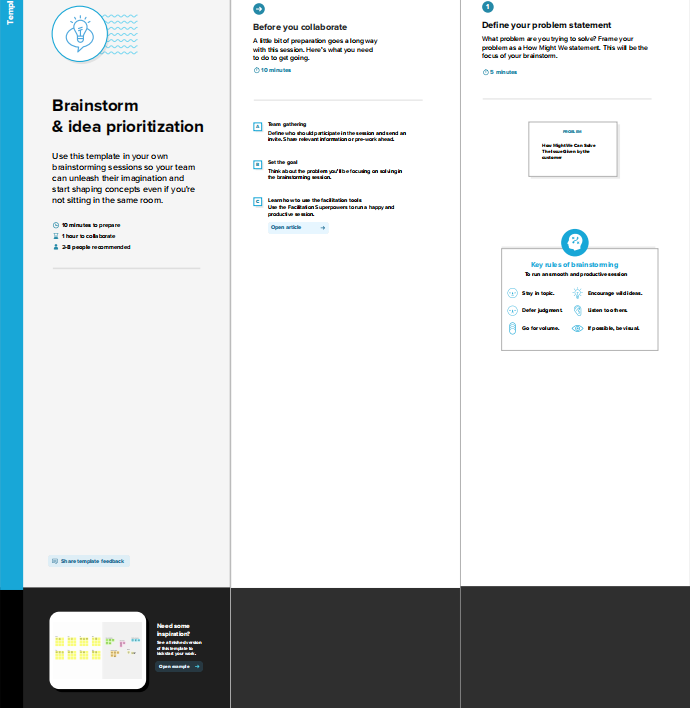 Templ
Brainstorm
& idea prioritization
Use this template in your own
brainstorming sessions so your team
can unleash their imagination and
start shaping concepts even if you're
not sitting in the same room.
10 minutes to prepare
1 hour to collaborate
2-8 people recommended
Share template feedback
Need some
inspiration?
See a finished version
of this template to
kickstart your work.
Open example
Before you collaborate
A little bit of preparation goes a long way
with this session. Here's what you need
to do to get going.
10 minutes
A
Team gathering
Define who should participate in the session and send an
invite. Share relevant information or pre-work ahead.
B
Set the goal
Think about the problem you'll be focusing on solving in
the brainstorming session.
C
Learn how to use the facilitation tools
Use the Facilitation Superpowers to run a happy and
productive session.
Open article
1
Define your problem statement
What problem are you trying to solve? Frame your
problem as a How Might We statement. This will be the
focus of your brainstorm.
5 minutes
PROBLEM
How Might We Can Solve
The Issue Given by the
customer
Key rules of brainstorming
To run an smooth and productive session
Stay in topic.
Encourage wild ideas.
Defer judgment.
Listen to others.
Go for volume.
If possible, be visual.